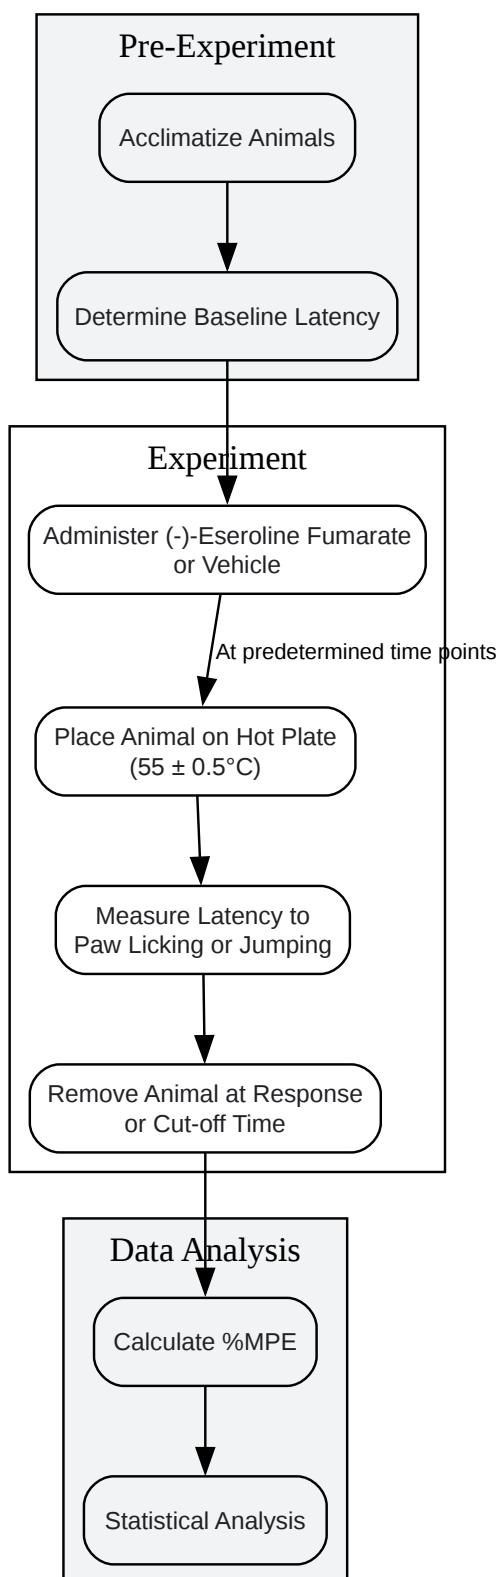 Pre-Experiment
Acclimatize Animals
Determine Baseline Latency
Experiment
Administer (-)-Eseroline Fumarate
or Vehicle
At predetermined time points
Place Animal on Hot Plate
(55 ± 0.5°C)
Measure Latency to
Paw Licking or Jumping
Remove Animal at Response
or Cut-off Time
Data Analysis
Calculate %MPE
Statistical Analysis